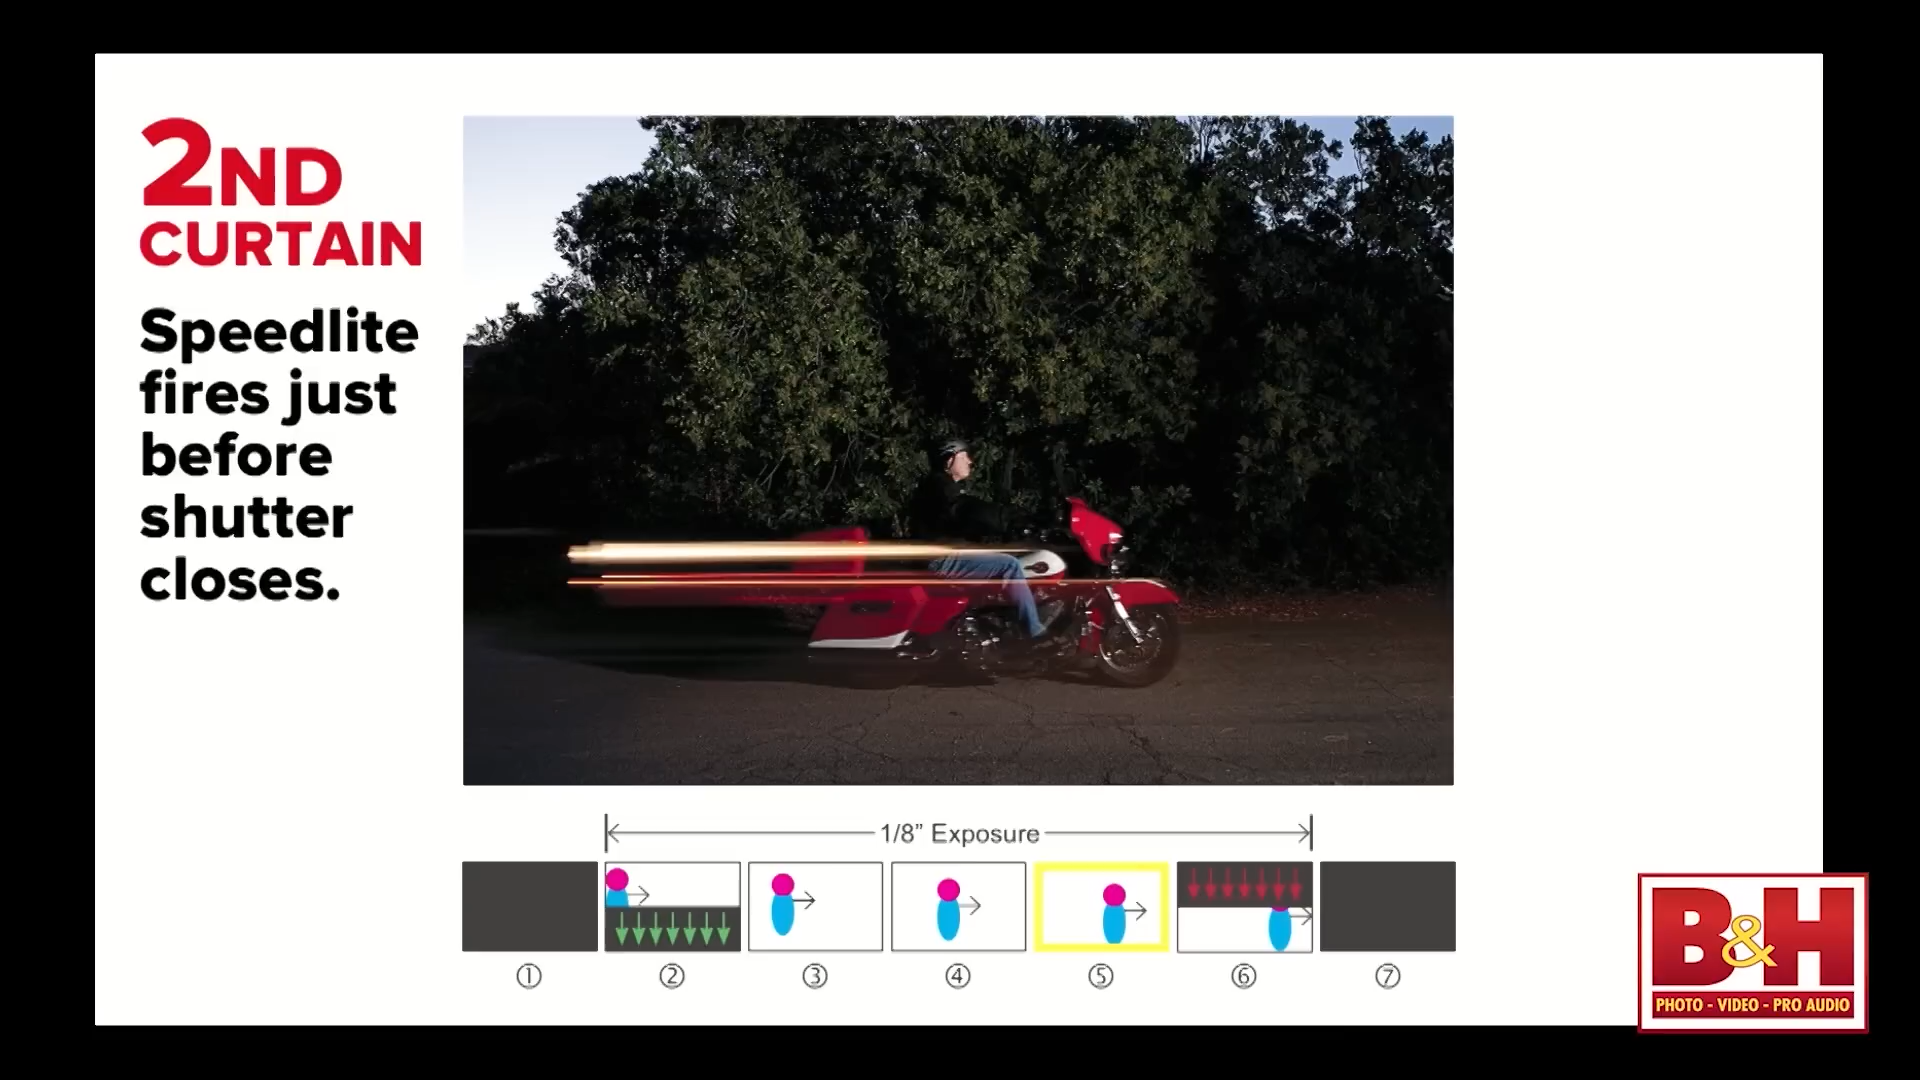 2ND
CURTAIN
Speedlite
fires just
before
shutter
closes.
1/8” Exposure
① ② ③ ④ ⑤ ⑥ ⑦
B&H
PHOTO - VIDEO - PRO AUDIO